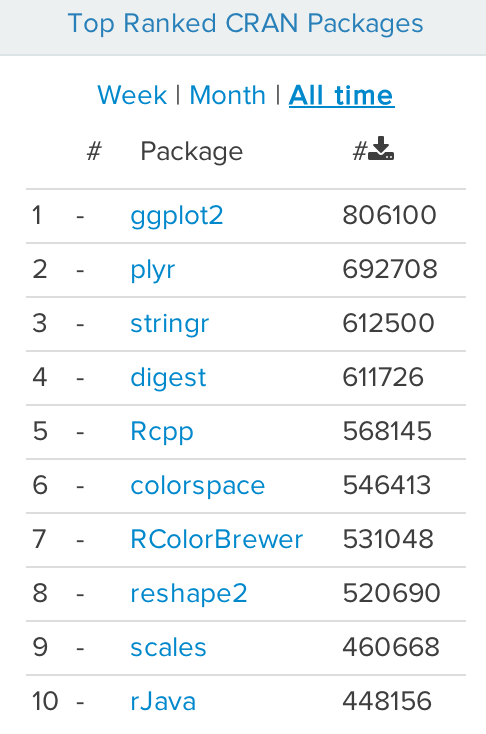 Top Ranked CRAN Packages
Week | Month | All time
# Package #
1 - ggplot2 806100
2 - plyr 692708
3 - stringr 612500
4 - digest 611726
5 - Rcpp 568145
6 - colorspace 546413
7 - RColorBrewer 531048
8 - reshape2 520690
9 - scales 460668
10 - rJava 448156